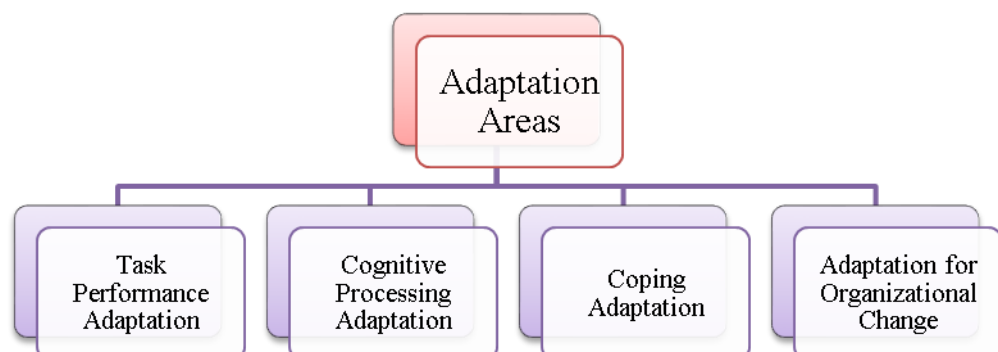 Adaptation
Areas
Task
Performance
Adaptation
Cognitive
Processing
Adaptation
Coping
Adaptation
Adaptation for
Organizational
Change